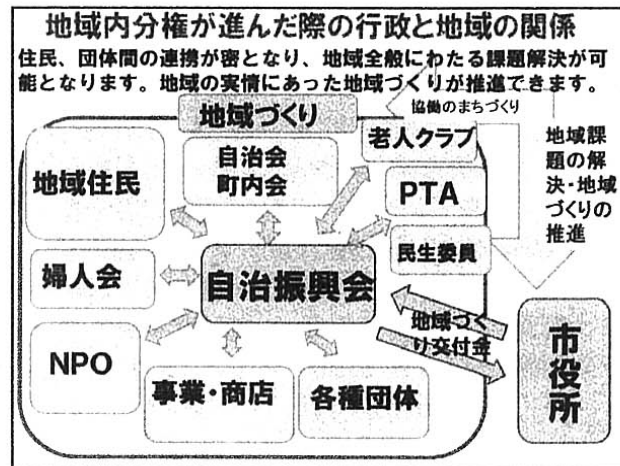 地域内分権が進んだ際の行政と地域の関係
住民、団体間の連携が密となり、地域全般にわたる課題解決が可
能となります。地域の実情にあった地域づくりが推進できます。
協働のまちづくり
地域づくり
老人クラブ
自治会
町内会
地域住民
PTA
地域課
題の解
決・地域
づくりの
推進
民生委員
婦人会
自治振興会
地域づく
り交付金
市役所
NPO
事業・商店
各種団体